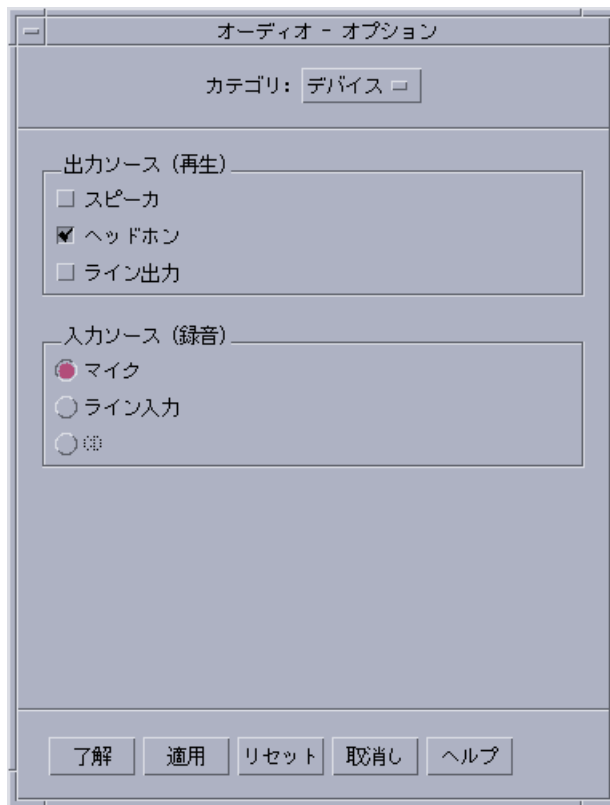 オーディオ - オプション
カテゴリ: デバイス
出力ソース (再生)
スピーカ
ヘッドホン
ライン出力
入力ソース (録音)
マイク
ライン入力
CD
了解 適用 リセット 取消し ヘルプ